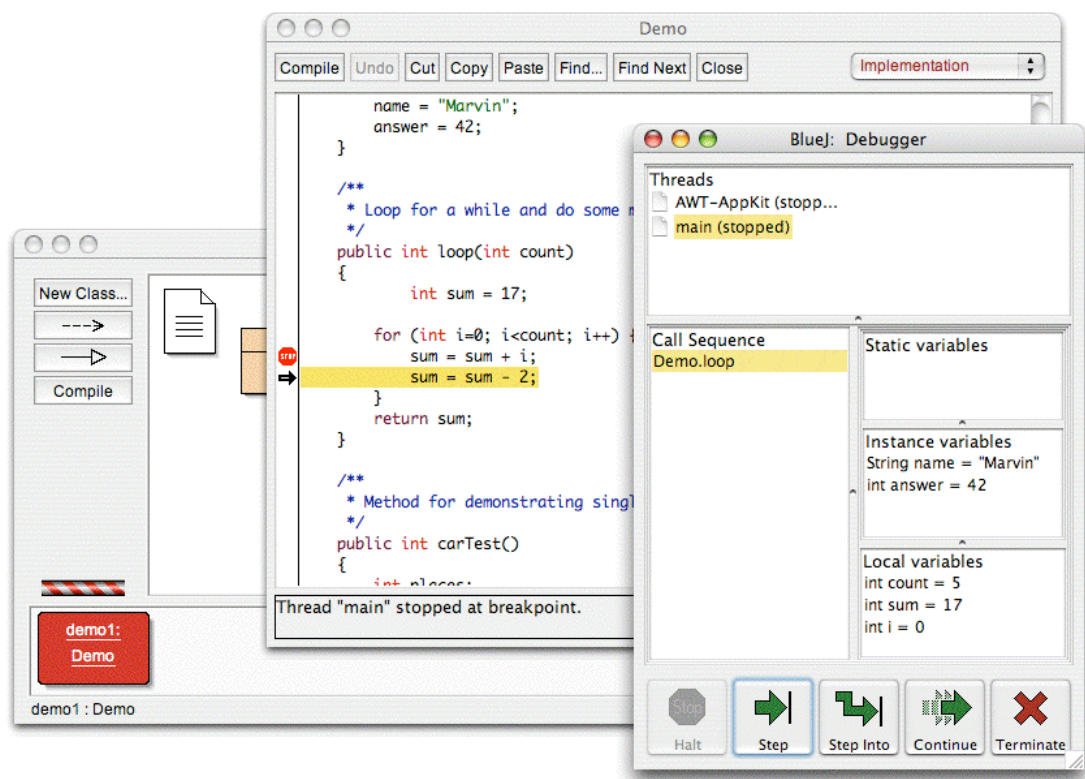 Demo
Compile Undo Cut Copy Paste Find... Find Next Close Implementation
name = "Marvin";
answer = 42;
}
/**
* Loop for a while and do some
*/
public int loop(int count)
{
int sum = 17;
for (int i=0; i<count; i++) {
STOP
sum = sum + i;
sum = sum - 2;
}
return sum;
}
/**
* Method for demonstrating singl
*/
public int carTest()
{
int places;
Thread "main" stopped at breakpoint.
New Class...
Compile
demo1:
Demo
demo1 : Demo
BlueJ: Debugger
Threads
AWT-AppKit (stopp...
main (stopped)
Call Sequence
Demo.loop
Static variables
Instance variables
String name = "Marvin"
int answer = 42
Local variables
int count = 5
int sum = 17
int i = 0
Stop
Halt Step Step Into Continue Terminate